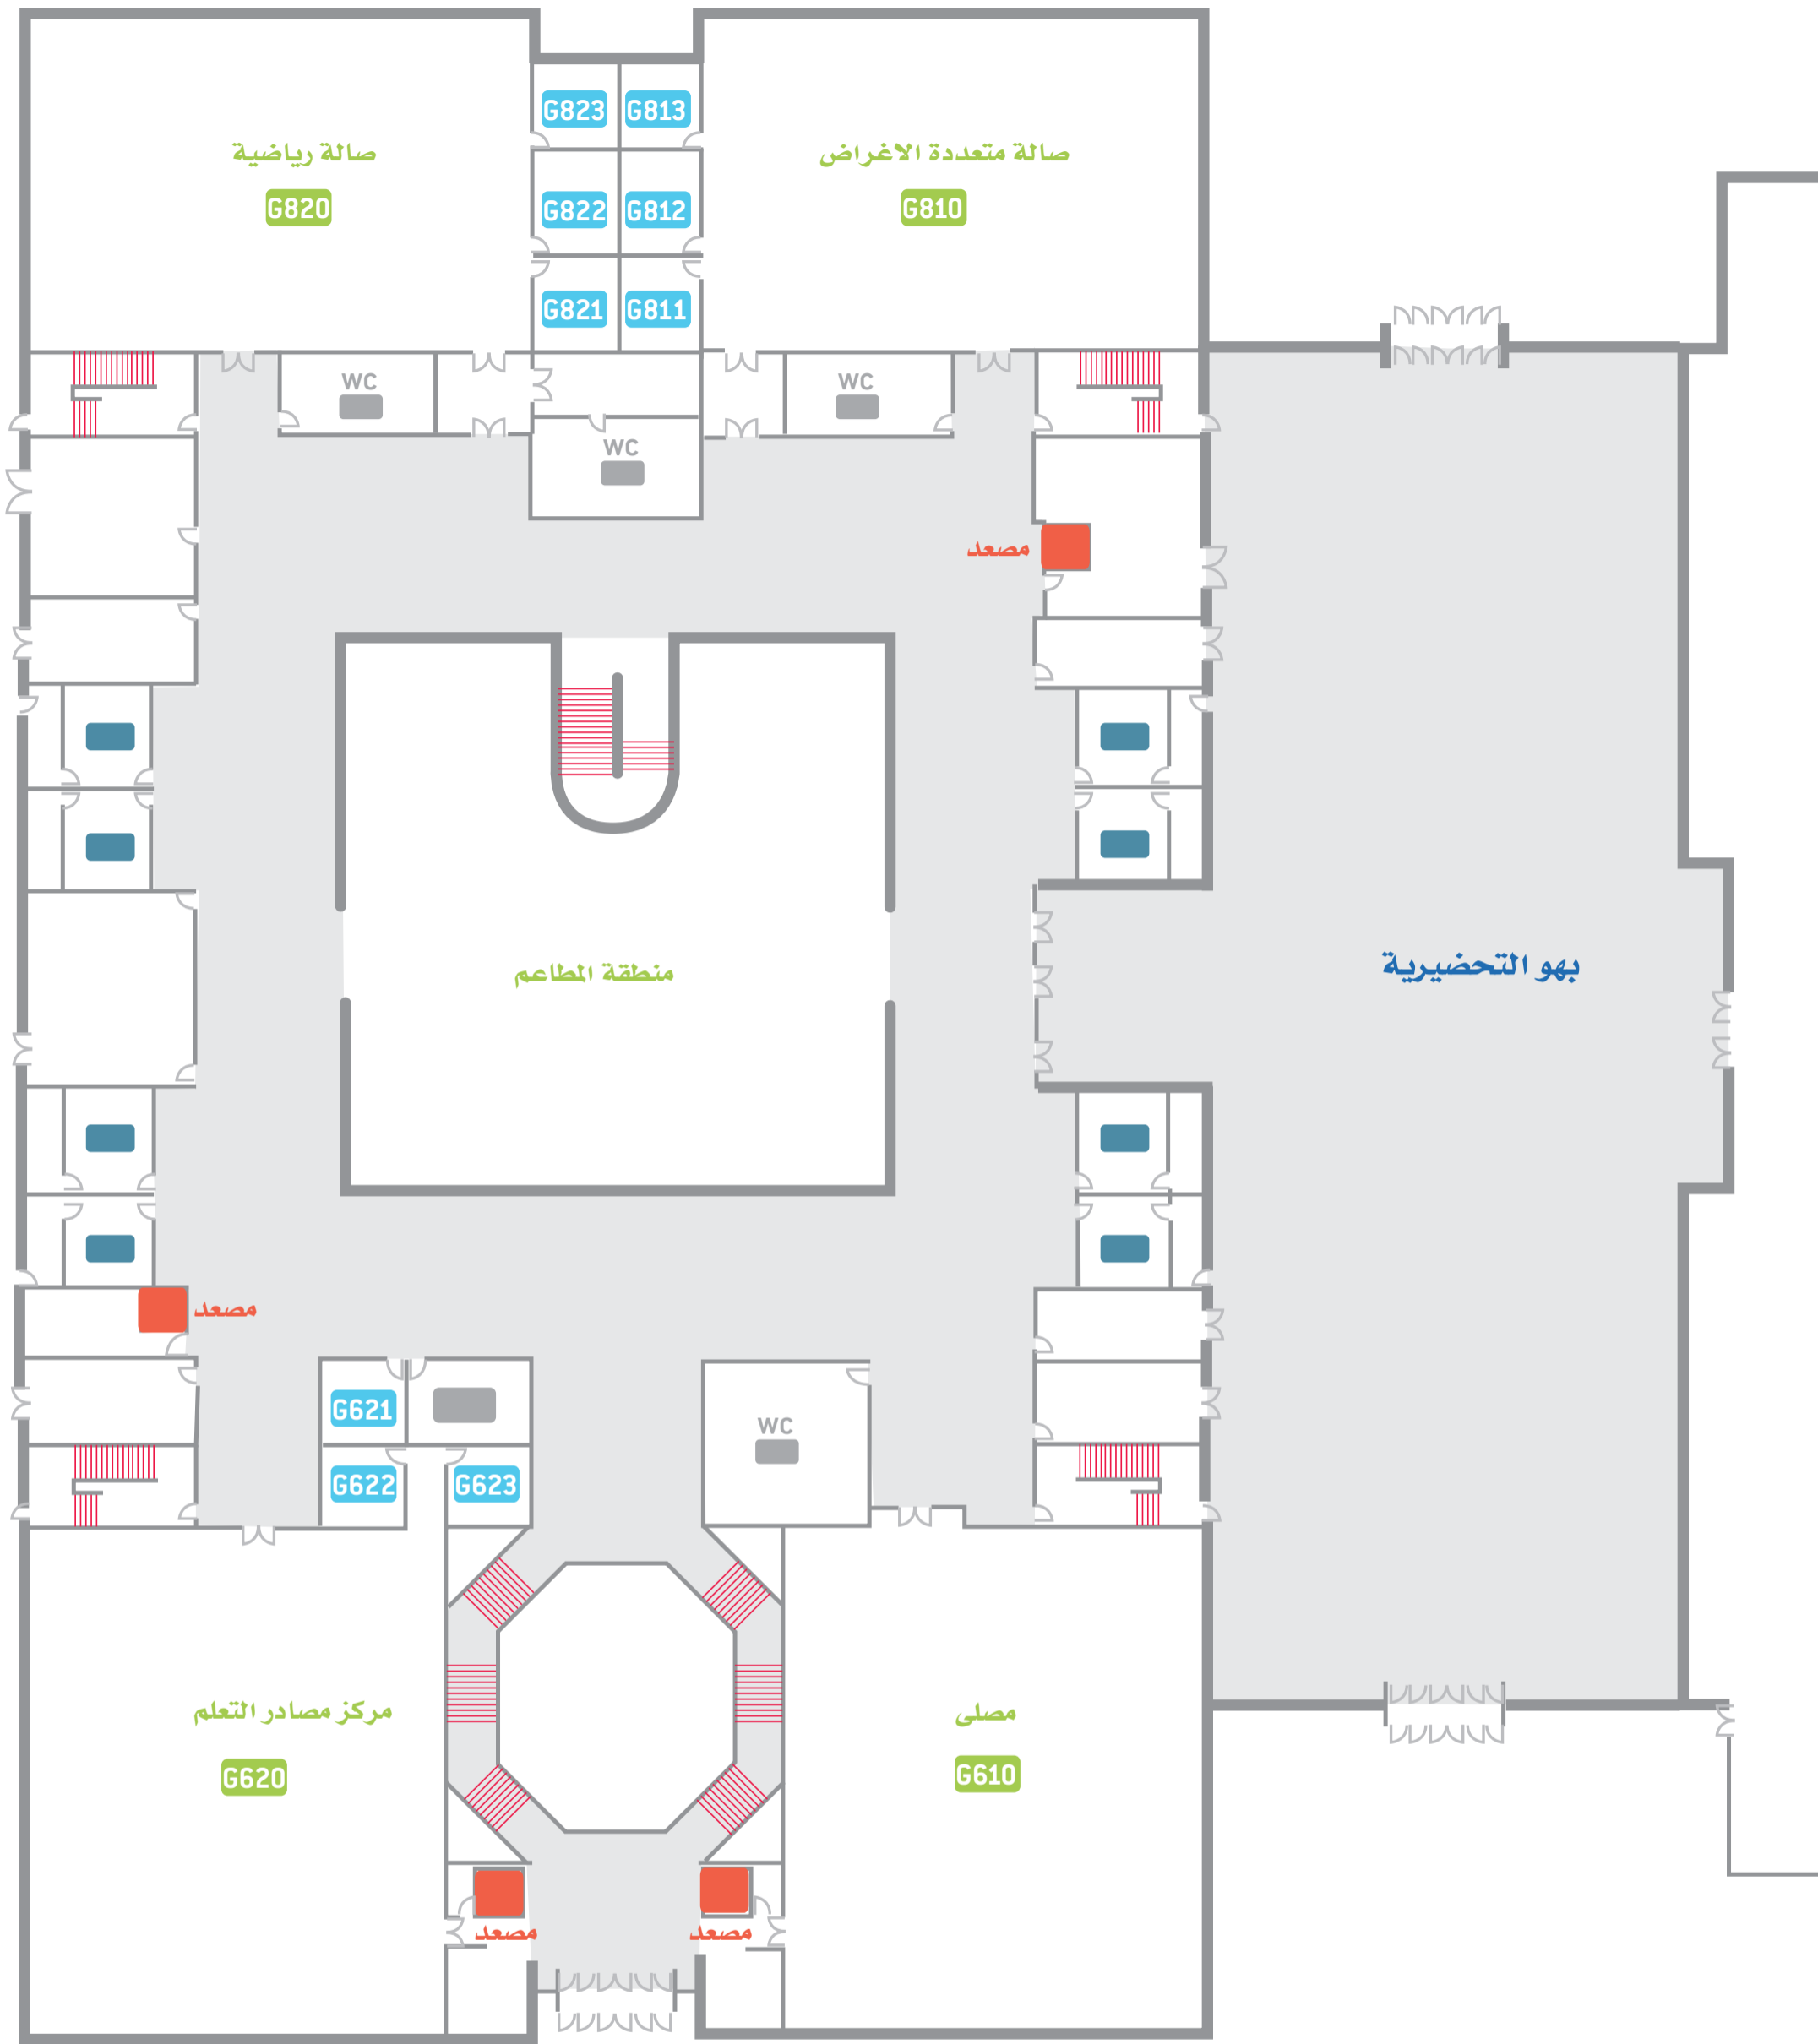 G823
G813
صالة رياضية
صالة متعددة الاغراض
G820
G822
G812
G810
G821
G811
WC
WC
WC
مصعد
منطقة المطاعم
بهو التحضيرية
مصعد
G621
WC
G622
G623
مركز مصادر التعلم
مصلى
G620
G610
مصعد
مصعد